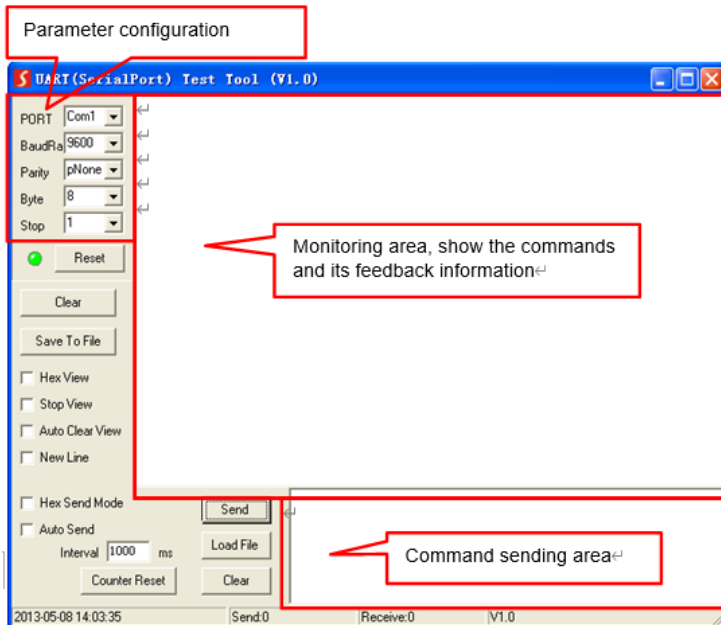 Parameter configuration
UART(SerialPort) Test Tool (V1.0)
PORT Com1
BaudRa 9600
Parity pNone
Byte 8
Stop 1
Reset
Monitoring area, show the commands
and its feedback information↵
Clear
Save To File
Hex View
Stop View
Auto Clear View
New Line
Hex Send Mode
Send
Auto Send
Interval 1000 ms
Load File
Command sending area↵
Counter Reset
Clear
2013-05-08 14:03:35 Send:0 Receive:0 V1.0